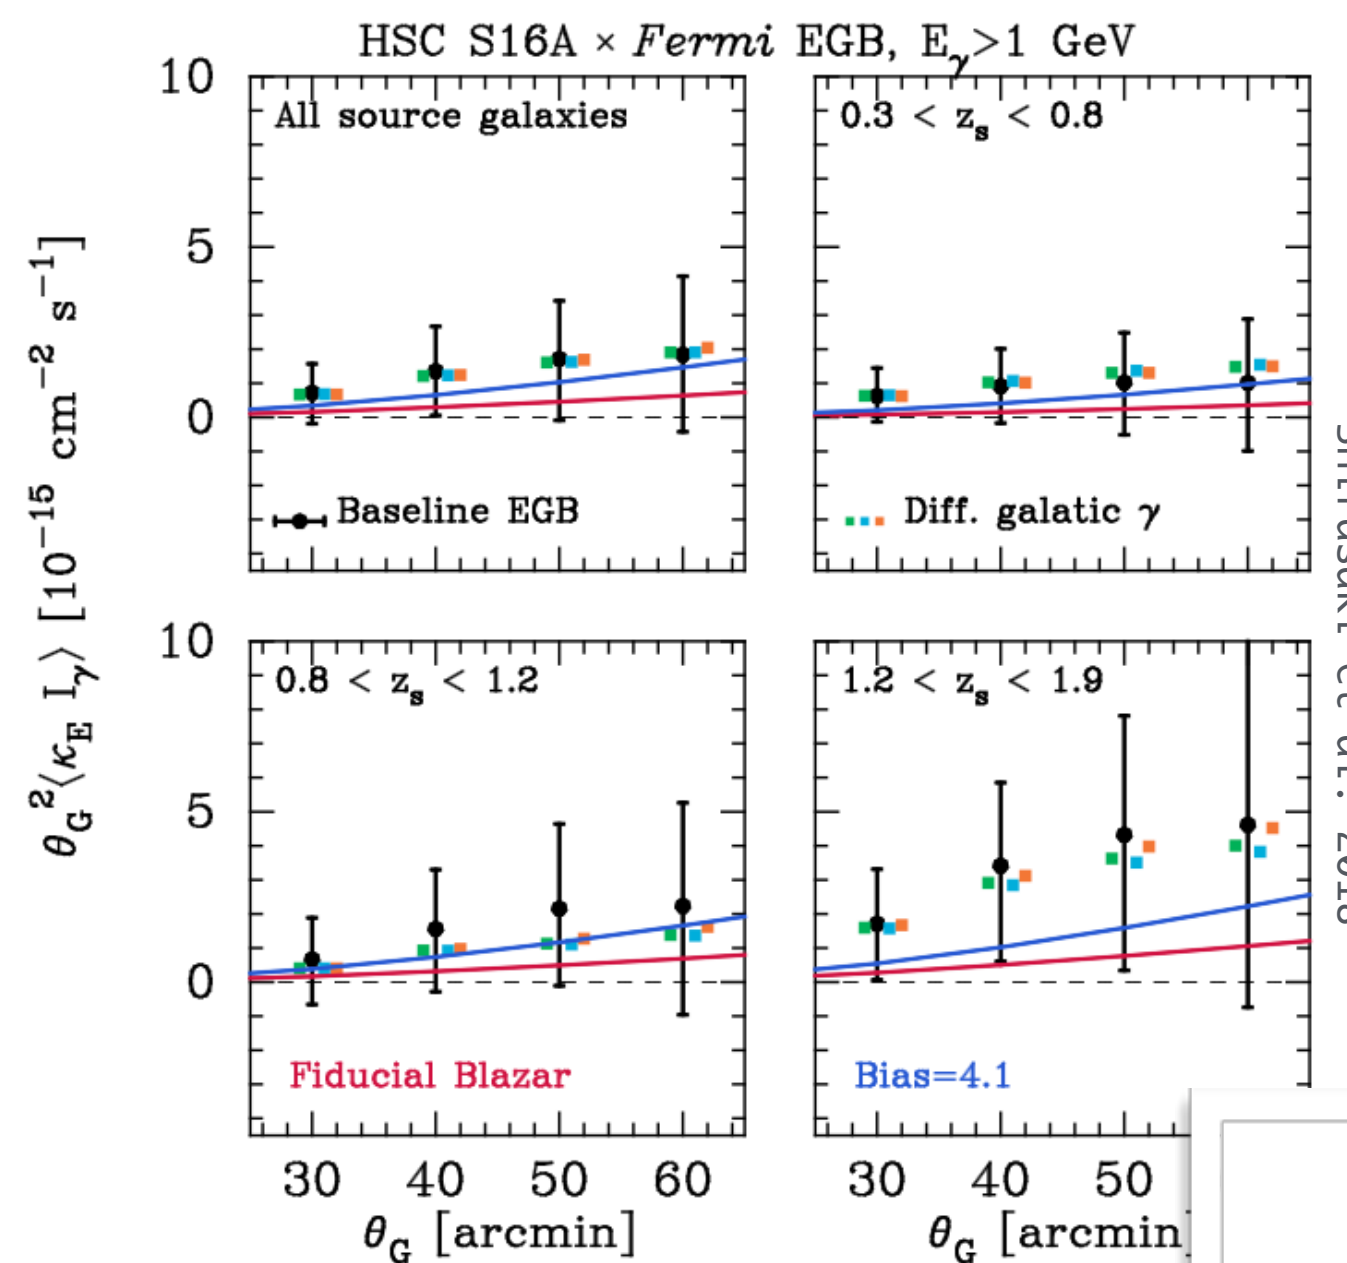 HSC S16A × Fermi EGB, Eγ>1 GeV
10
All source galaxies
0.3 < zs < 0.8
5
0
Baseline EGB
Diff. galatic γ
θG²⟨κE Iγ⟩ [10⁻¹⁵ cm⁻² s⁻¹]
10
0.8 < zs < 1.2
1.2 < zs < 1.9
5
0
Fiducial Blazar
Bias=4.1
30 40 50 60
30 40 50
θG [arcmin]
θG [arcmin]